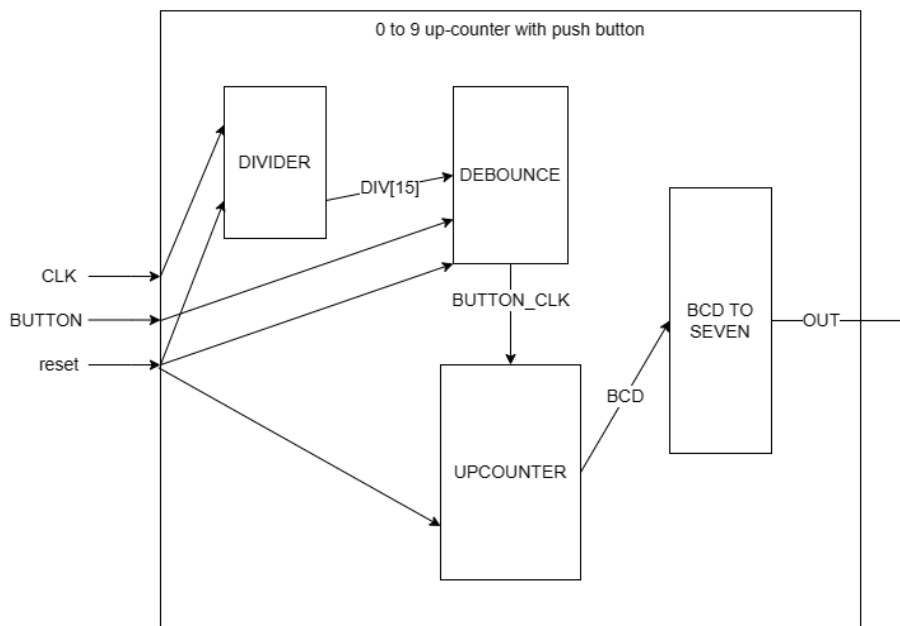 0 to 9 up-counter with push button
DIVIDER
DEBOUNCE
DIV[15]
CLK
BUTTON
reset
BUTTON_CLK
BCD TO
SEVEN
OUT
BCD
UPCOUNTER